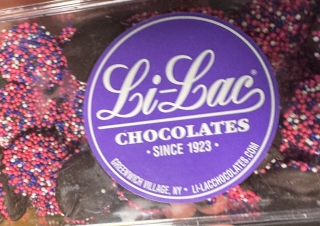 Li-Lac®
CHOCOLATES
• SINCE 1923 •
GREENWICH VILLAGE, NY • LI-LACCHOCOLATES.COM